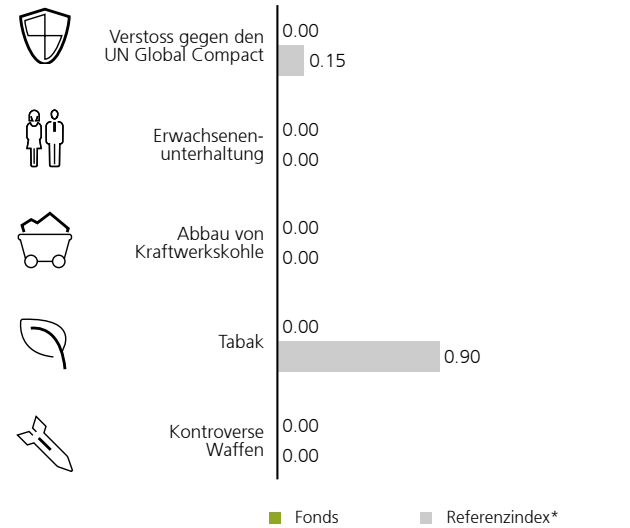 0.00
Verstoss gegen den
UN Global Compact
0.15
0.00
Erwachsenen-
unterhaltung
0.00
0.00
Abbau von
Kraftwerkskohle
0.00
0.00
Tabak
0.90
0.00
Kontroverse
Waffen
0.00
Fonds
Referenzindex*